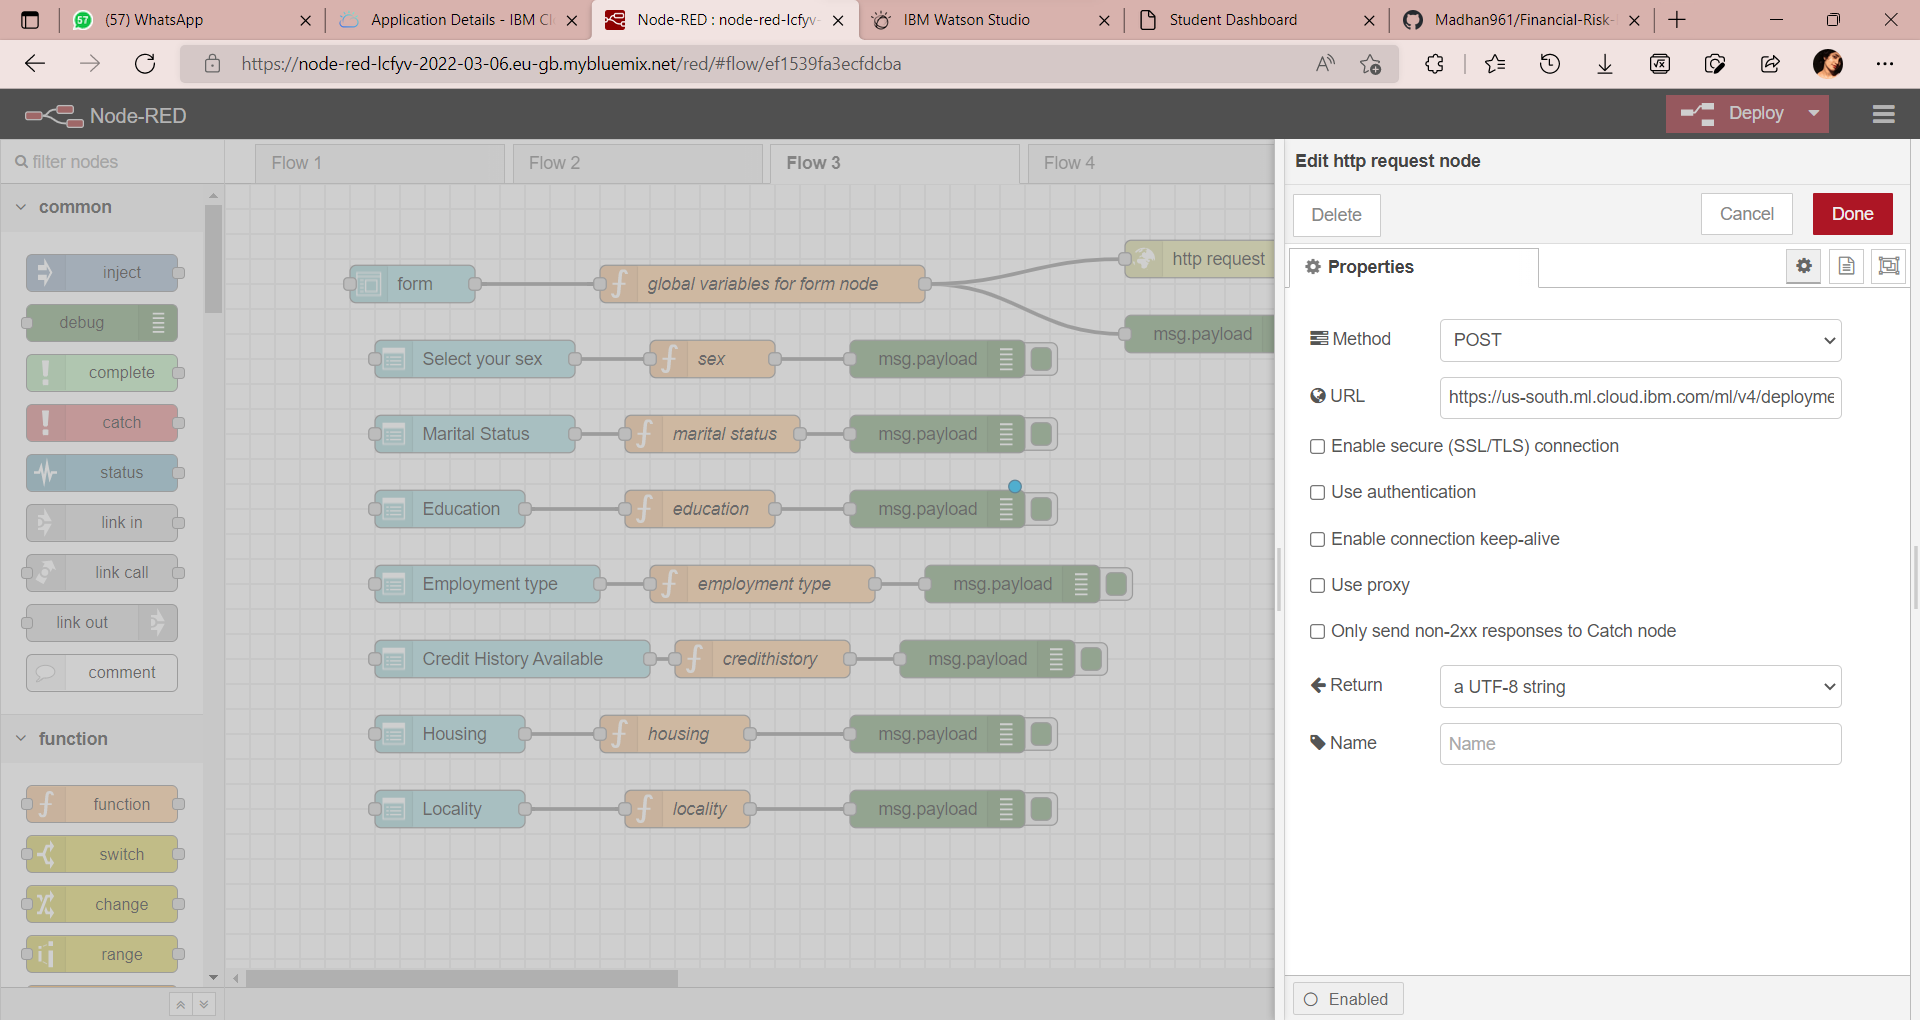 57
(57) WhatsApp
Application Details - IBM Cl
Node-RED : node-red-lcfyv-
IBM Watson Studio
Student Dashboard
Madhan961/Financial-Risk-
https://node-red-lcfyv-2022-03-06.eu-gb.mybluemix.net/red/#flow/ef1539fa3ecfdcba
Node-RED
Deploy
filter nodes
Flow 1
Flow 2
Flow 3
Flow 4
common
inject
debug
complete
catch
status
link in
link call
link out
comment
function
function
switch
change
range
form
global variables for form node
http request
msg.payload
Select your sex
sex
msg.payload
Marital Status
marital status
msg.payload
Education
education
msg.payload
Employment type
employment type
msg.payload
Credit History Available
credithistory
msg.payload
Housing
housing
msg.payload
Locality
locality
msg.payload
Edit http request node
Delete
Cancel
Done
Properties
Method
POST
URL
https://us-south.ml.cloud.ibm.com/ml/v4/deployme
Enable secure (SSL/TLS) connection
Use authentication
Enable connection keep-alive
Use proxy
Only send non-2xx responses to Catch node
Return
a UTF-8 string
Name
Name
Enabled